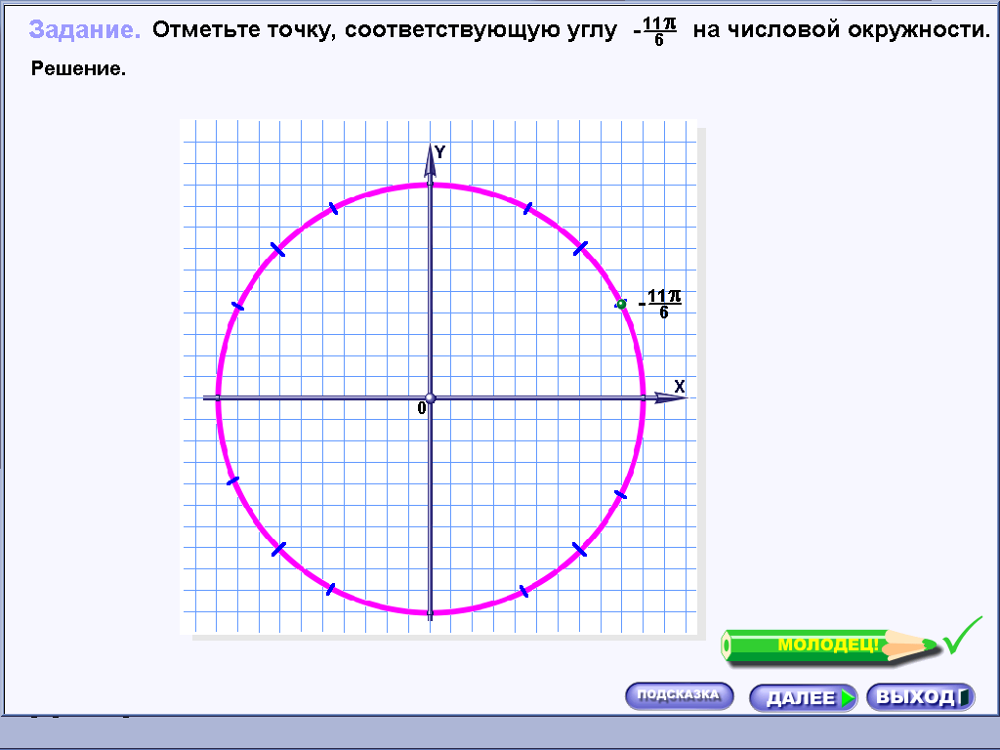 Задание. Отметьте точку, соответствующую углу -11π/6 на числовой окружности.
Решение.
Y
-11π/6
X
0
МОЛОДЕЦ!
ПОДСКАЗКА
ДАЛЕЕ
ВЫХОД